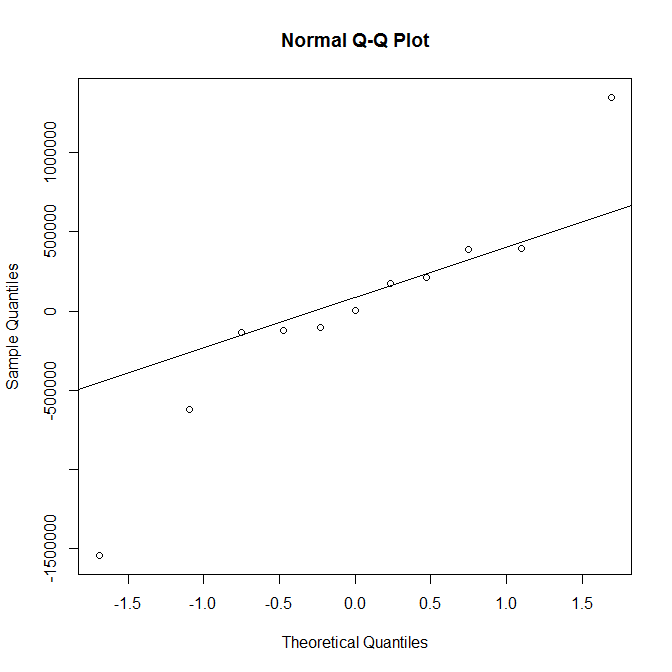 Normal Q-Q Plot
Sample Quantiles
1000000
500000
0
-500000
-1500000
-1.5 -1.0 -0.5 0.0 0.5 1.0 1.5
Theoretical Quantiles